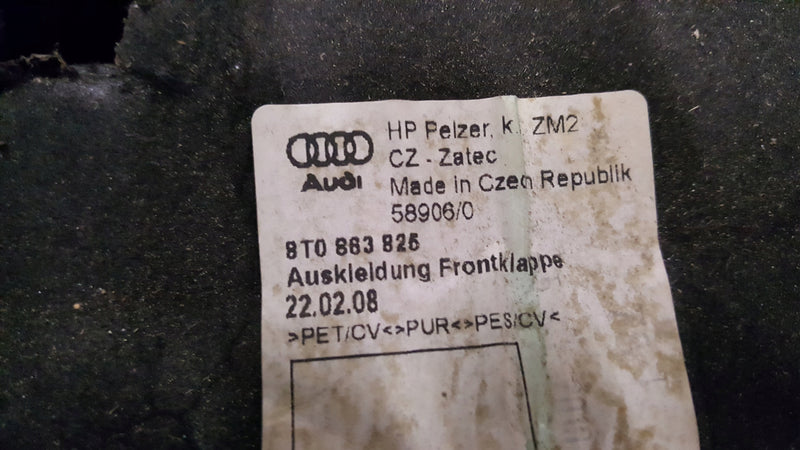 HP Pelzer, k. ZM2
CZ - Zatec
Audi
Made in Czech Republik
58906/0
8T0 863 825
Auskleidung Frontklappe
22.02.08
>PET/CV<>PUR<>PES/CV<